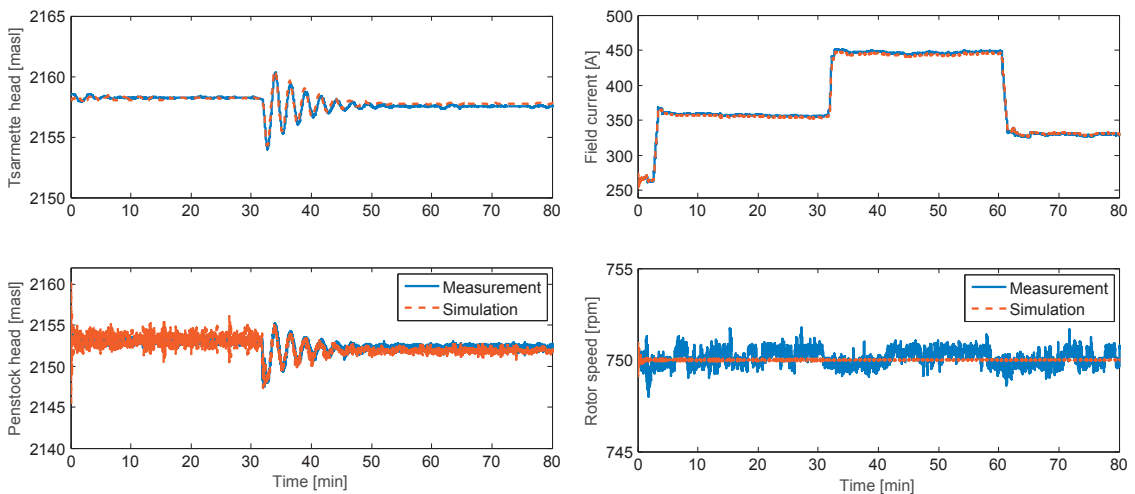 Tsarmette head [masl]
2165
2160
2155
2150
0 10 20 30 40 50 60 70 80
Field current [A]
450
400
350
300
250
0 10 20 30 40 50 60 70 80
Penstock head [masl]
2160
2155
2150
2145
2140
0 10 20 30 40 50 60 70 80
Time [min]
Measurement
Simulation
Rotor speed [rpm]
755
750
745
0 10 20 30 40 50 60 70 80
Time [min]
Measurement
Simulation